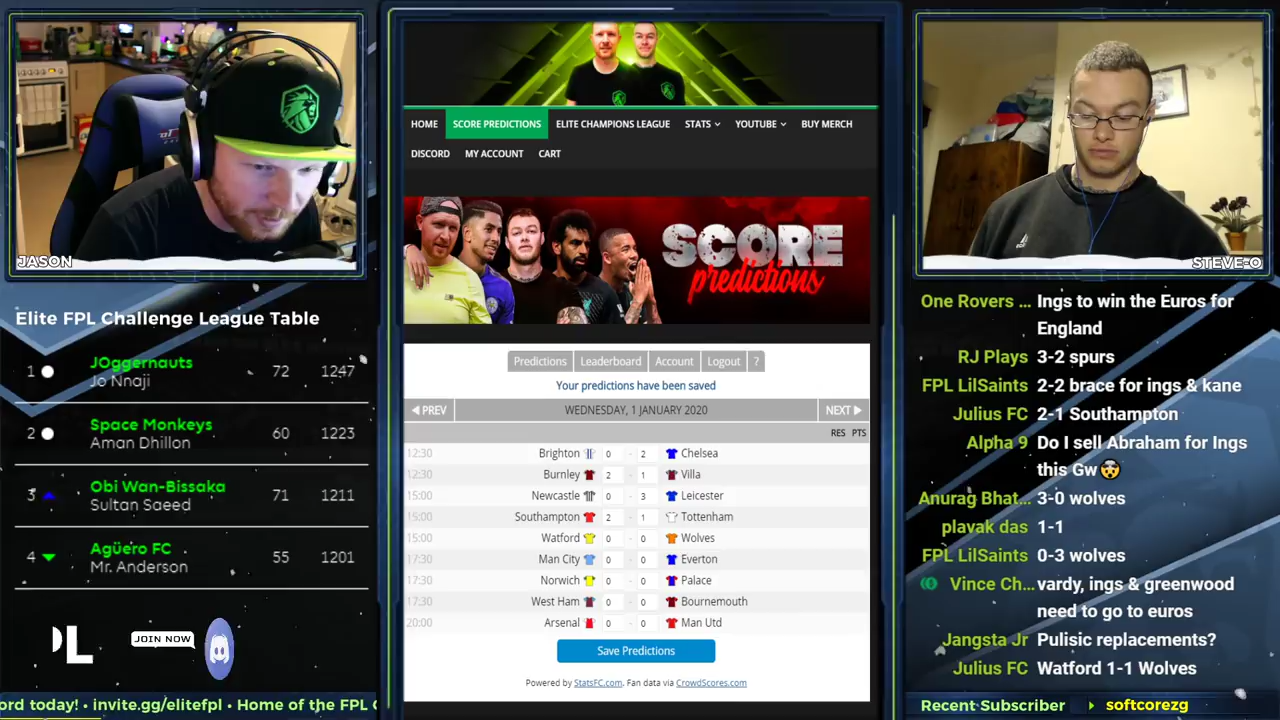 JASON
Elite FPL Challenge League Table
1 JOggernauts 72 1247
Jo Nnaji
2 Space Monkeys 60 1223
Aman Dhillon
3 Obi Wan-Bissaka 71 1211
Sultan Saeed
4 Agüero FC 55 1201
Mr. Anderson
PL
JOIN NOW
ord today! • invite.gg/elitefpl • Home of the FPL
HOME SCORE PREDICTIONS ELITE CHAMPIONS LEAGUE STATS YOUTUBE BUY MERCH
DISCORD MY ACCOUNT CART
SCORE
predictions
Predictions Leaderboard Account Logout ?
Your predictions have been saved
PREV WEDNESDAY, 1 JANUARY 2020 NEXT
RES PTS
12:30 Brighton 0 - 2 Chelsea
12:30 Burnley 2 - 1 Villa
15:00 Newcastle 0 - 3 Leicester
15:00 Southampton 2 - 1 Tottenham
15:00 Watford 0 - 0 Wolves
17:30 Man City 0 - 0 Everton
17:30 Norwich 0 - 0 Palace
17:30 West Ham 0 - 0 Bournemouth
20:00 Arsenal 0 - 0 Man Utd
Save Predictions
Powered by StatsFC.com. Fan data via CrowdScores.com
STEVE-O
One Rovers ... Ings to win the Euros for
England
RJ Plays 3-2 spurs
FPL LilSaints 2-2 brace for ings & kane
Julius FC 2-1 Southampton
Alpha 9 Do I sell Abraham for Ings
this Gw 🤯
Anurag Bhat... 3-0 wolves
plavak das 1-1
FPL LilSaints 0-3 wolves
Vince Ch... vardy, ings & greenwood
need to go to euros
Jangsta Jr Pulisic replacements?
Julius FC Watford 1-1 Wolves
Recent Subscriber softcorezg